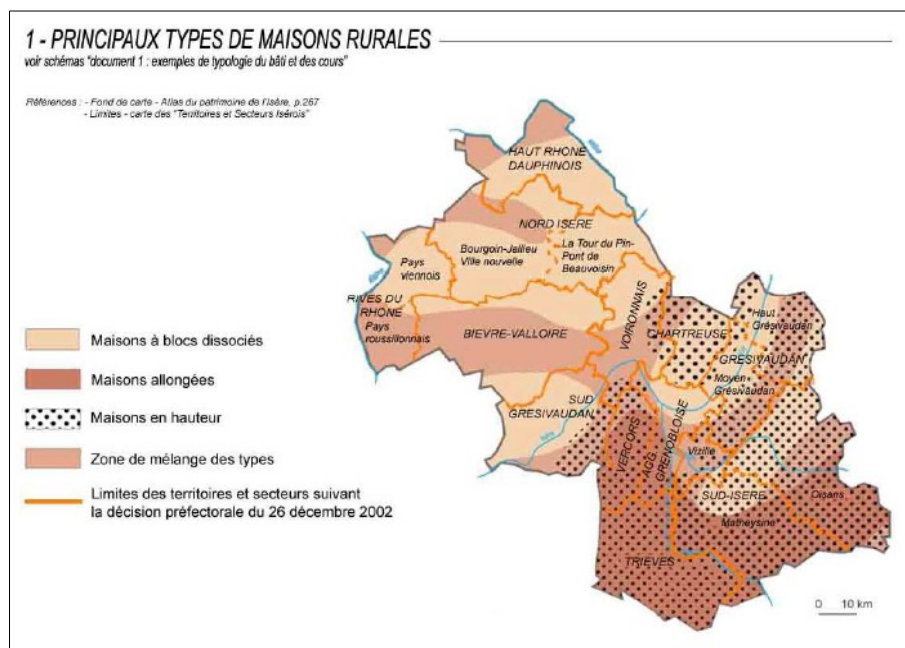 1 - PRINCIPAUX TYPES DE MAISONS RURALES
voir schémas "document 1 : exemples de typologie du bâti et des cours"
Références : - Fond de carte - Atlas du patrimoine de l'Isère, p.267
- Limites - carte des "Territoires et Secteurs Isérois"
HAUT RHONE
DAUPHINOIS
NORD ISERE
Bourgoin-Jallieu
Ville nouvelle
La Tour du Pin-
Pont de
Beauvoisin
Pays
viennois
RIVES DU
RHONE
Pays
roussillonnais
BIEVRE-VALLOIRE
VOIRONNAIS
CHARTREUSE
Haut
Grésivaudan
GRESIVAUDAN
Moyen
Grésivaudan
SUD
GRESIVAUDAN
VERCORS
AGG.
GRENOBLOISE
Vizille
SUD-ISERE
Oisans
Matheysine
TRIEVES
Maisons à blocs dissociés
Maisons allongées
Maisons en hauteur
Zone de mélange des types
Limites des territoires et secteurs suivant
la décision préfectorale du 26 décembre 2002
0 10 km